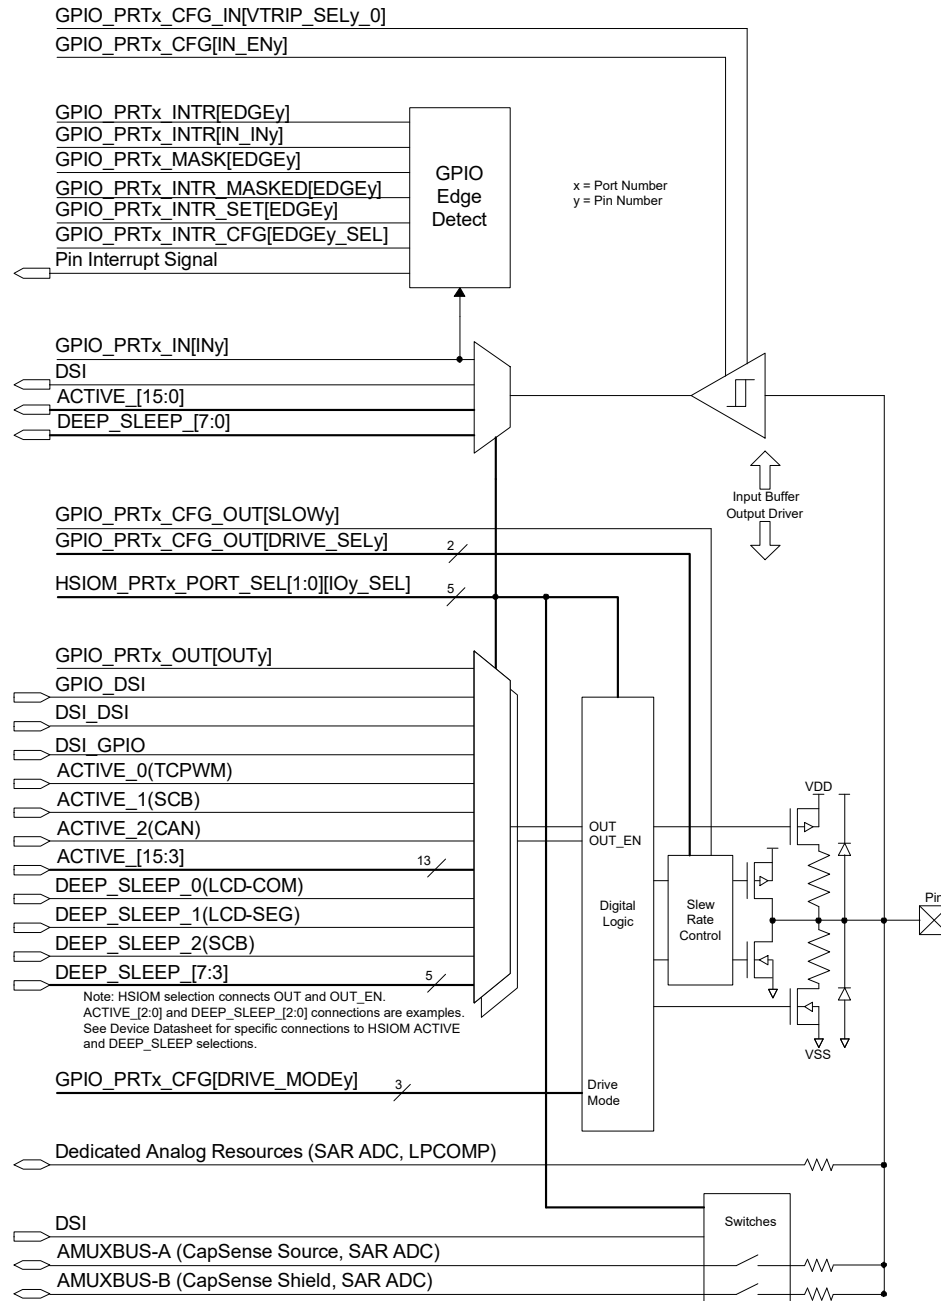 GPIO_PRTx_CFG_IN[VTRIP_SELy_0]
GPIO_PRTx_CFG[IN_ENy]
GPIO_PRTx_INTR[EDGEy]
GPIO_PRTx_INTR[IN_INy]
GPIO_PRTx_MASK[EDGEy]
GPIO_PRTx_INTR_MASKED[EDGEy]
GPIO_PRTx_INTR_SET[EDGEy]
GPIO_PRTx_INTR_CFG[EDGEy_SEL]
Pin Interrupt Signal
GPIO
Edge
Detect
x = Port Number
y = Pin Number
GPIO_PRTx_IN[INy]
DSI
ACTIVE_[15:0]
DEEP_SLEEP_[7:0]
Input Buffer
Output Driver
GPIO_PRTx_CFG_OUT[SLOWy]
GPIO_PRTx_CFG_OUT[DRIVE_SELy]
2
HSIOM_PRTx_PORT_SEL[1:0][IOy_SEL]
5
GPIO_PRTx_OUT[OUTy]
GPIO_DSI
DSI_DSI
DSI_GPIO
ACTIVE_0(TCPWM)
ACTIVE_1(SCB)
ACTIVE_2(CAN)
ACTIVE_[15:3]
13
DEEP_SLEEP_0(LCD-COM)
DEEP_SLEEP_1(LCD-SEG)
DEEP_SLEEP_2(SCB)
DEEP_SLEEP_[7:3]
5
Note: HSIOM selection connects OUT and OUT_EN.
ACTIVE_[2:0] and DEEP_SLEEP_[2:0] connections are examples.
See Device Datasheet for specific connections to HSIOM ACTIVE
and DEEP_SLEEP selections.
OUT
OUT_EN
Digital
Logic
Slew
Rate
Control
VDD
Pin
VSS
GPIO_PRTx_CFG[DRIVE_MODEy]
3
Drive
Mode
Dedicated Analog Resources (SAR ADC, LPCOMP)
DSI
Switches
AMUXBUS-A (CapSense Source, SAR ADC)
AMUXBUS-B (CapSense Shield, SAR ADC)